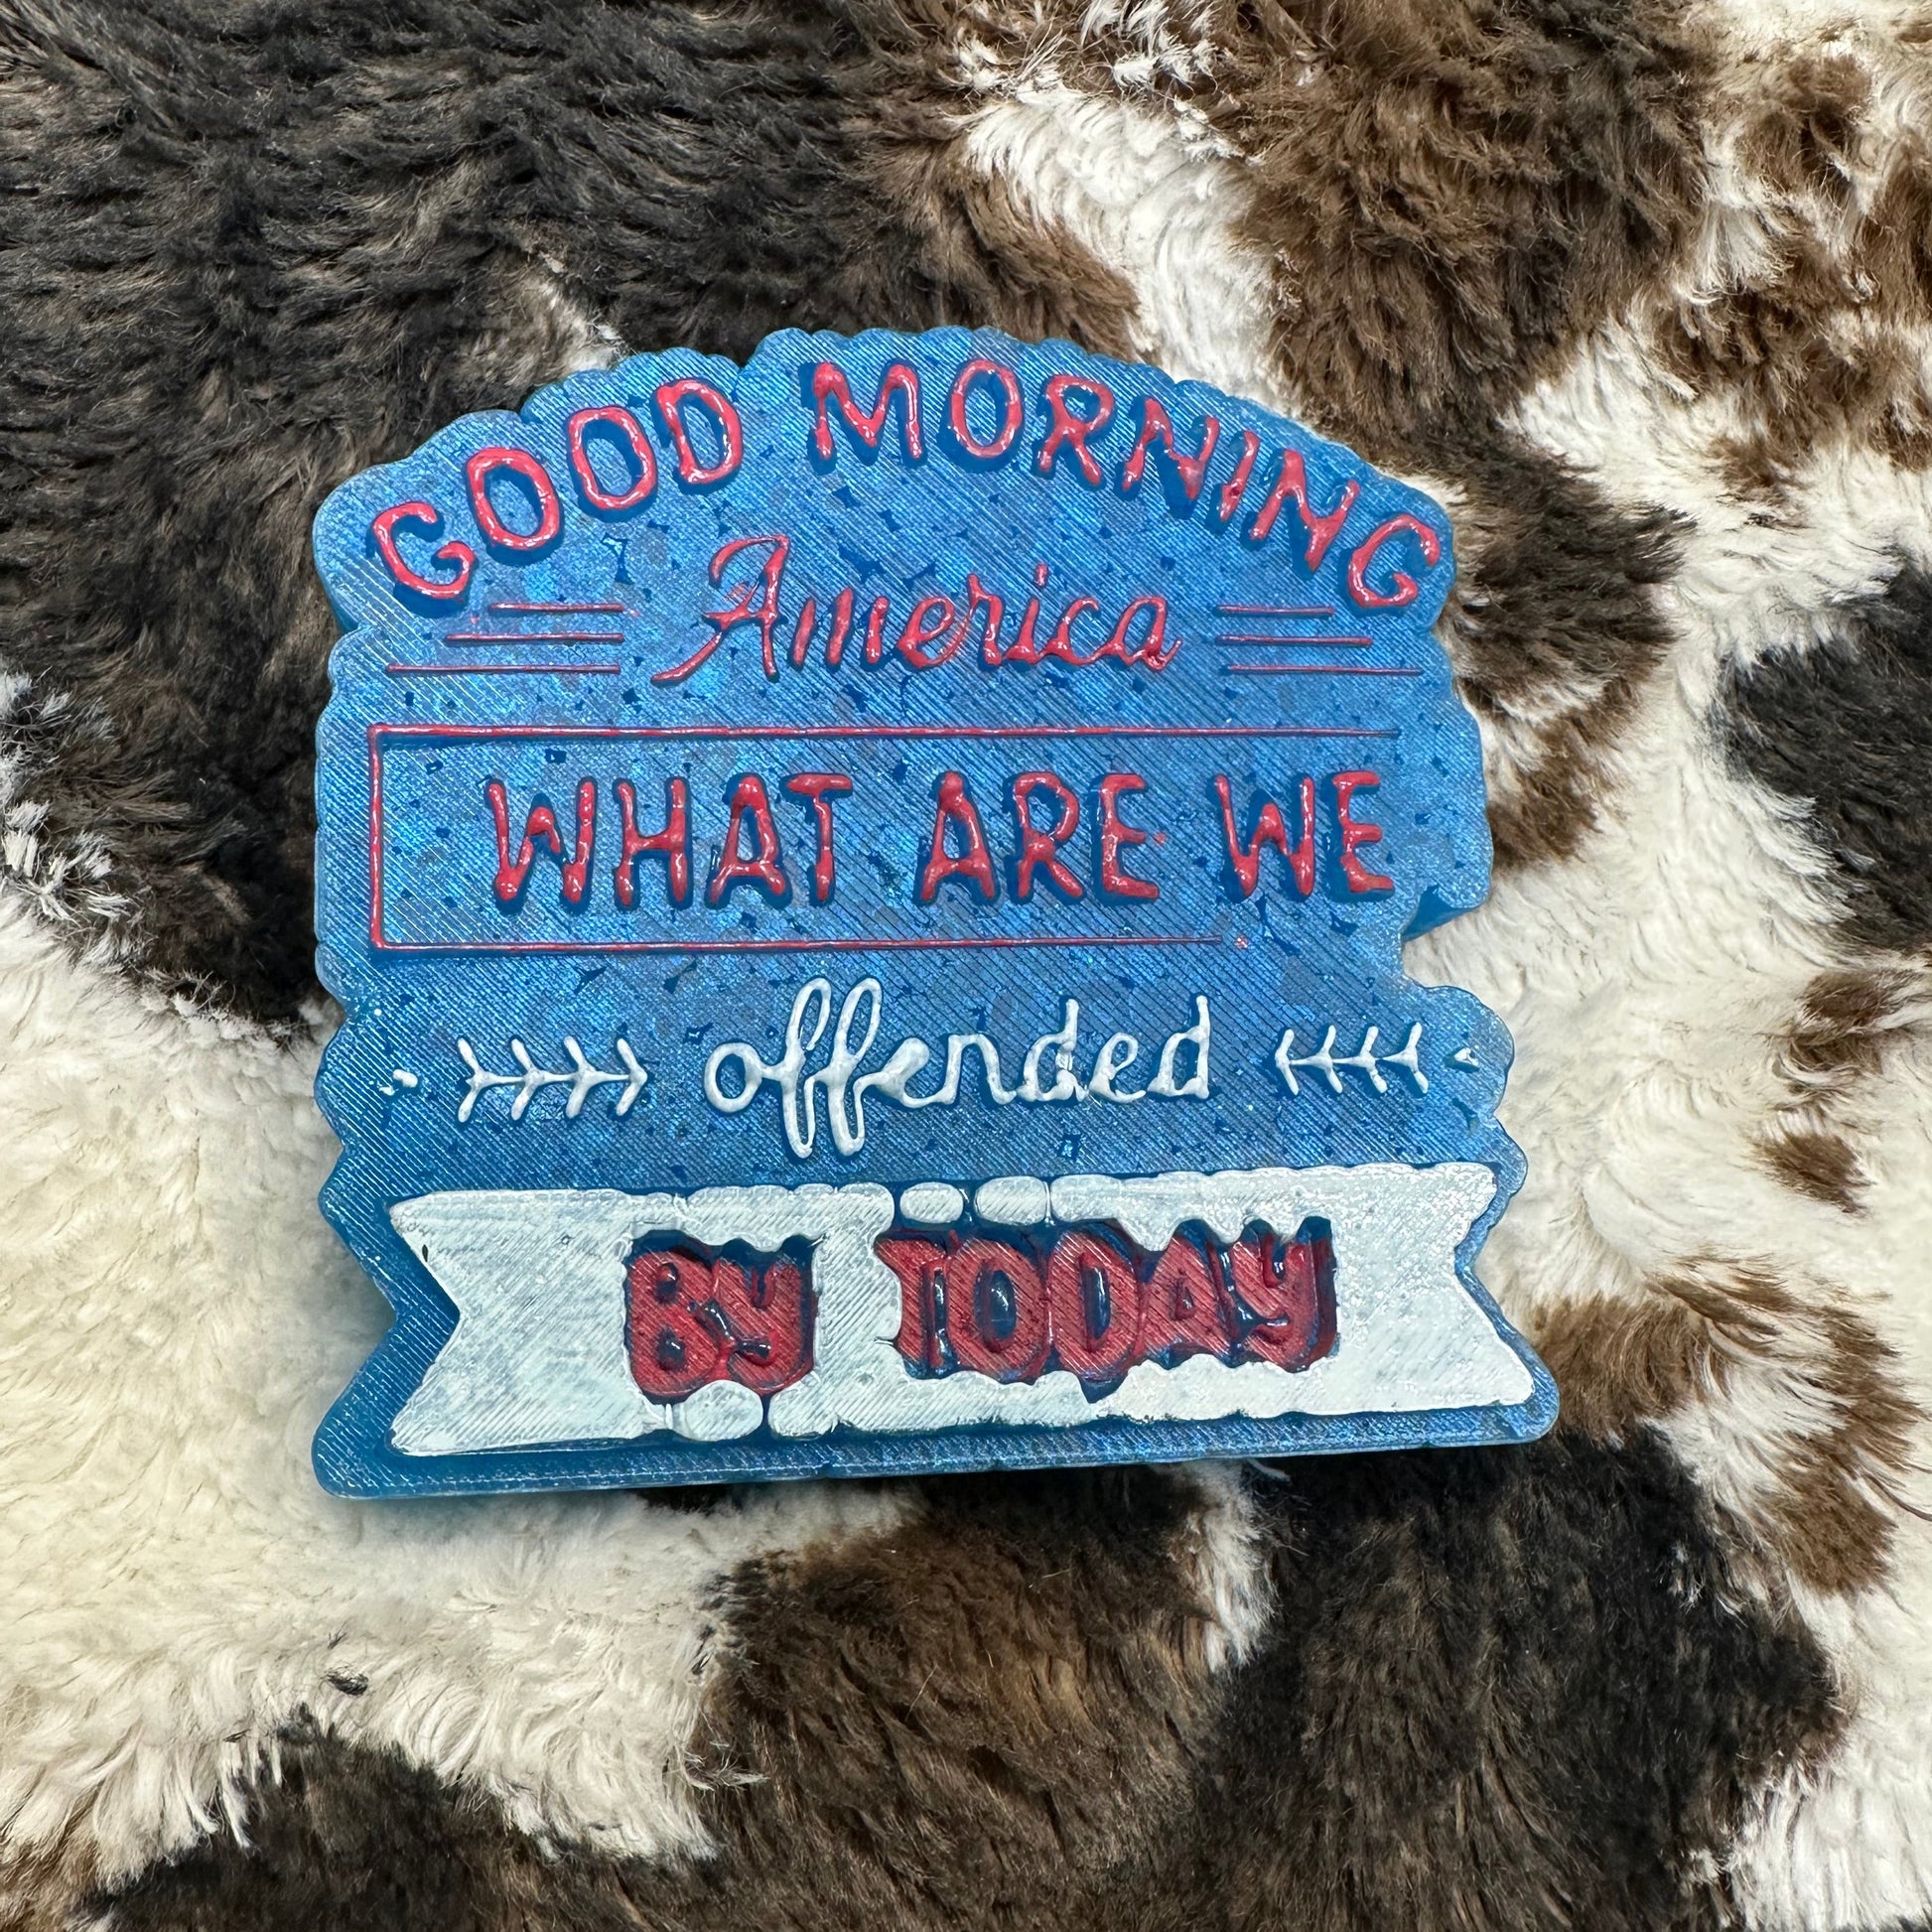 GOOD MORNING
America
WHAT ARE WE
offended
BY TODAY